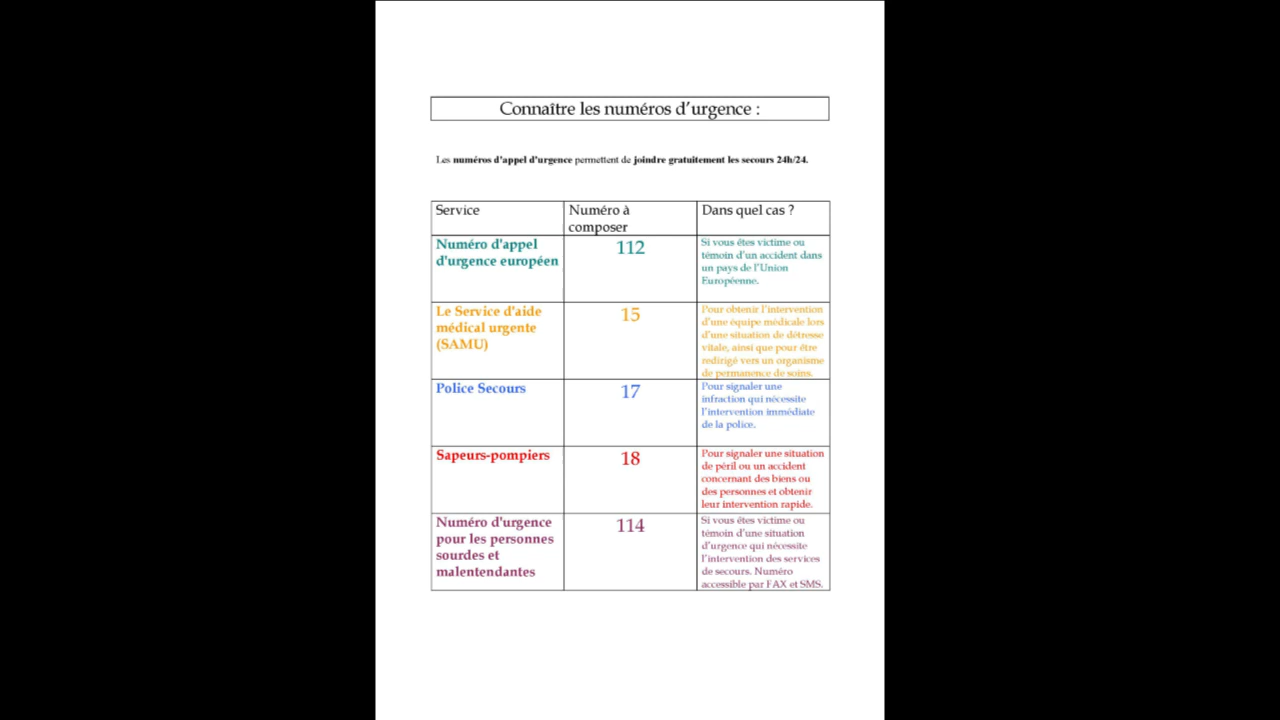 Connaître les numéros d'urgence :
Les numéros d'appel d'urgence permettent de joindre gratuitement les secours 24h/24.
Service
Numéro à
composer
Dans quel cas ?
Numéro d'appel
d'urgence européen
112
Si vous êtes victime ou
témoin d'un accident dans
un pays de l'Union
Européenne.
Le Service d'aide
médical urgente
(SAMU)
15
Pour obtenir l'intervention
d'une équipe médicale lors
d'une situation de détresse
vitale, ainsi que pour être
redirigé vers un organisme
de permanence de soins.
Police Secours
17
Pour signaler une
infraction qui nécessite
l'intervention immédiate
de la police.
Sapeurs-pompiers
18
Pour signaler une situation
de péril ou un accident
concernant des biens ou
des personnes et obtenir
leur intervention rapide.
Numéro d'urgence
pour les personnes
sourdes et
malentendantes
114
Si vous êtes victime ou
témoin d'une situation
d'urgence qui nécessite
l'intervention des services
de secours. Numéro
accessible par FAX et SMS.